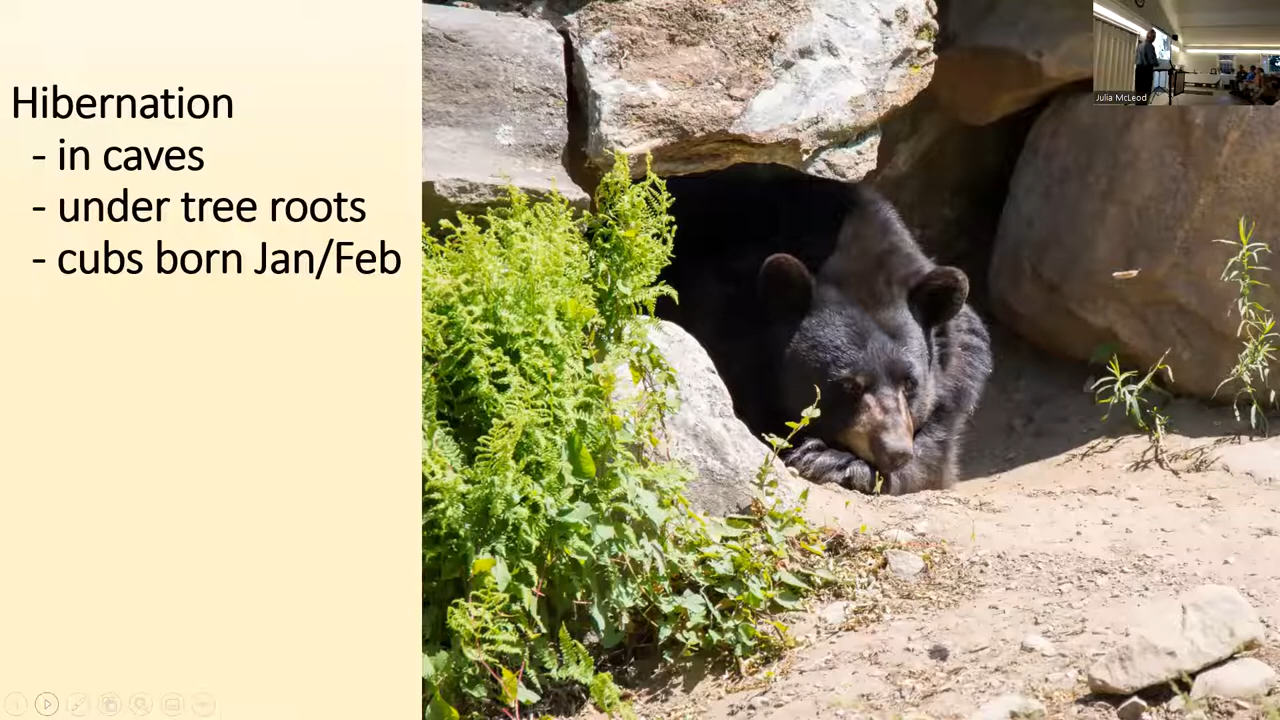 Hibernation
- in caves
- under tree roots
- cubs born Jan/Feb
Julia McLeod